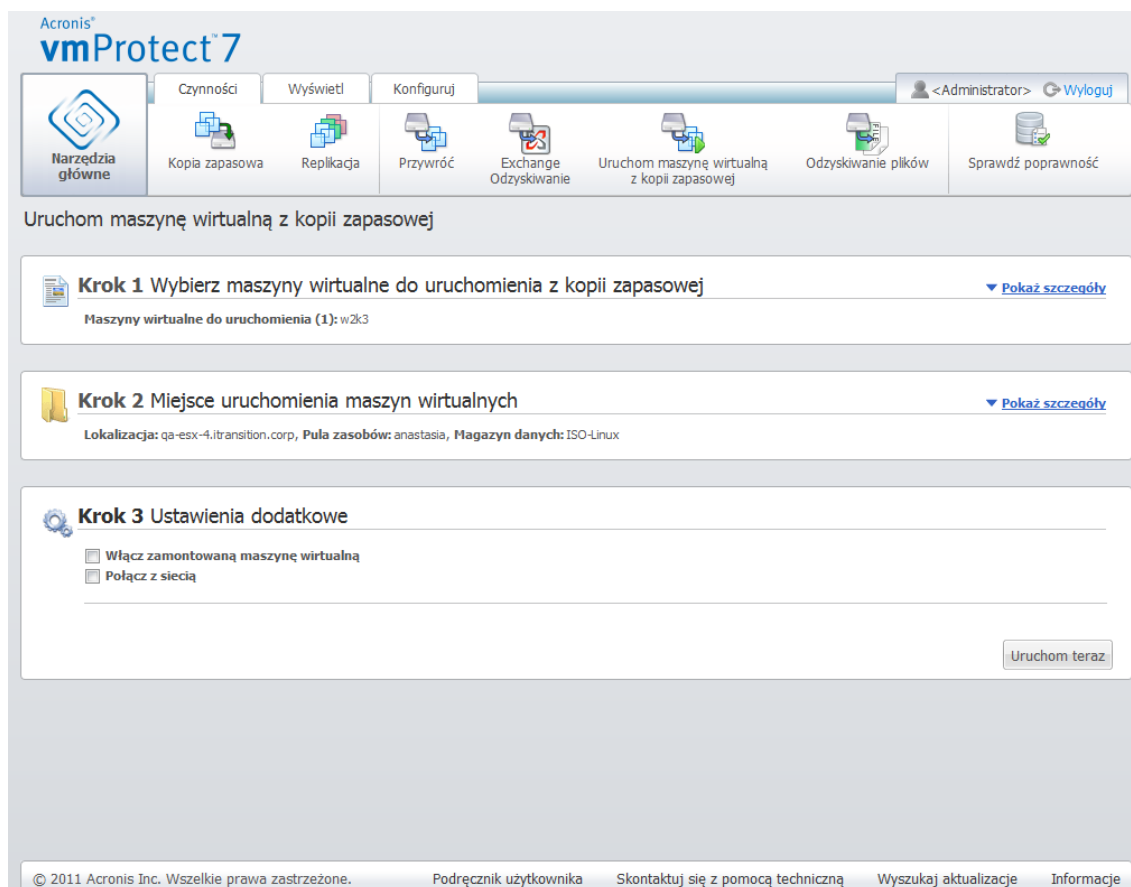 Acronis®
vmProtect™ 7
Czynności Wyświetl Konfiguruj <Administrator> Wyloguj
Narzędzia główne
Kopia zapasowa
Replikacja
Przywróć
Exchange
Odzyskiwanie
Uruchom maszynę wirtualną
z kopii zapasowej
Odzyskiwanie plików
Sprawdź poprawność
Uruchom maszynę wirtualną z kopii zapasowej
Krok 1 Wybierz maszyny wirtualne do uruchomienia z kopii zapasowej
Pokaż szczegóły
Maszyny wirtualne do uruchomienia (1): w2k3
Krok 2 Miejsce uruchomienia maszyn wirtualnych
Pokaż szczegóły
Lokalizacja: qa-esx-4.itransition.corp, Pula zasobów: anastasia, Magazyn danych: ISO-Linux
Krok 3 Ustawienia dodatkowe
Włącz zamontowaną maszynę wirtualną
Połącz z siecią
Uruchom teraz
© 2011 Acronis Inc. Wszelkie prawa zastrzeżone. Podręcznik użytkownika Skontaktuj się z pomocą techniczną Wyszukaj aktualizacje Informacje